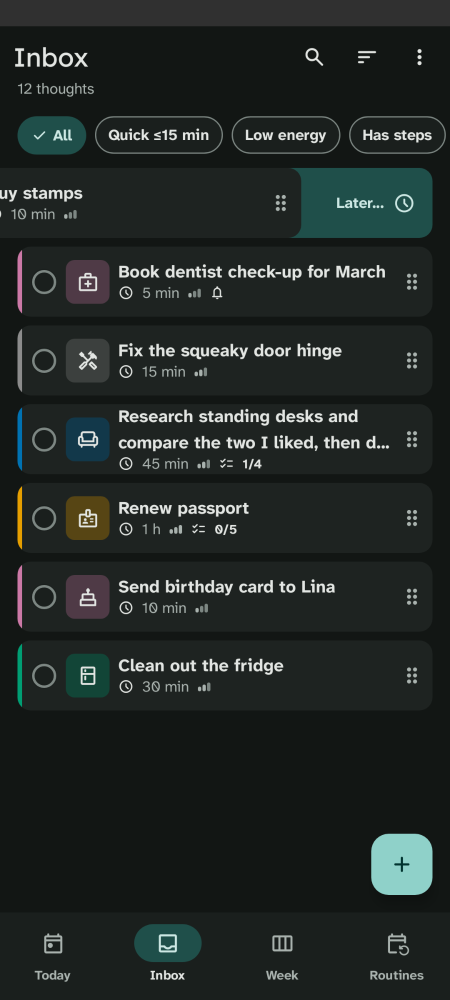 Inbox
12 thoughts
All
Quick ≤15 min
Low energy
Has steps
uy stamps
10 min
Later...
Book dentist check-up for March
5 min
Fix the squeaky door hinge
15 min
Research standing desks and
compare the two I liked, then d...
45 min 1/4
Renew passport
1 h 0/5
Send birthday card to Lina
10 min
Clean out the fridge
30 min
Today
Inbox
Week
Routines